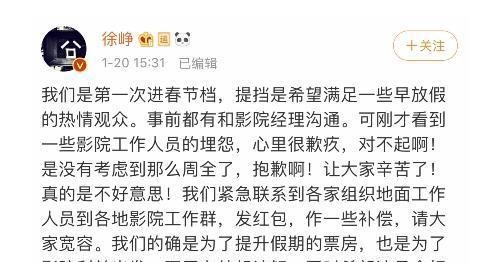 徐峥
1-20 15:31 已编辑
+关注
我们是第一次进春节档，提挡是希望满足一些早放假
的热情观众。事前都有和影院经理沟通。可刚才看到
一些影院工作人员的埋怨，心里很歉疚，对不起啊！
是没有考虑到那么周全了，抱歉啊！让大家辛苦了！
真的是不好意思！我们紧急联系到各家组织地面工作
人员到各地影院工作群，发红包，作一些补偿，请大
家宽容。我们的确是为了提升假期的票房，也是为了